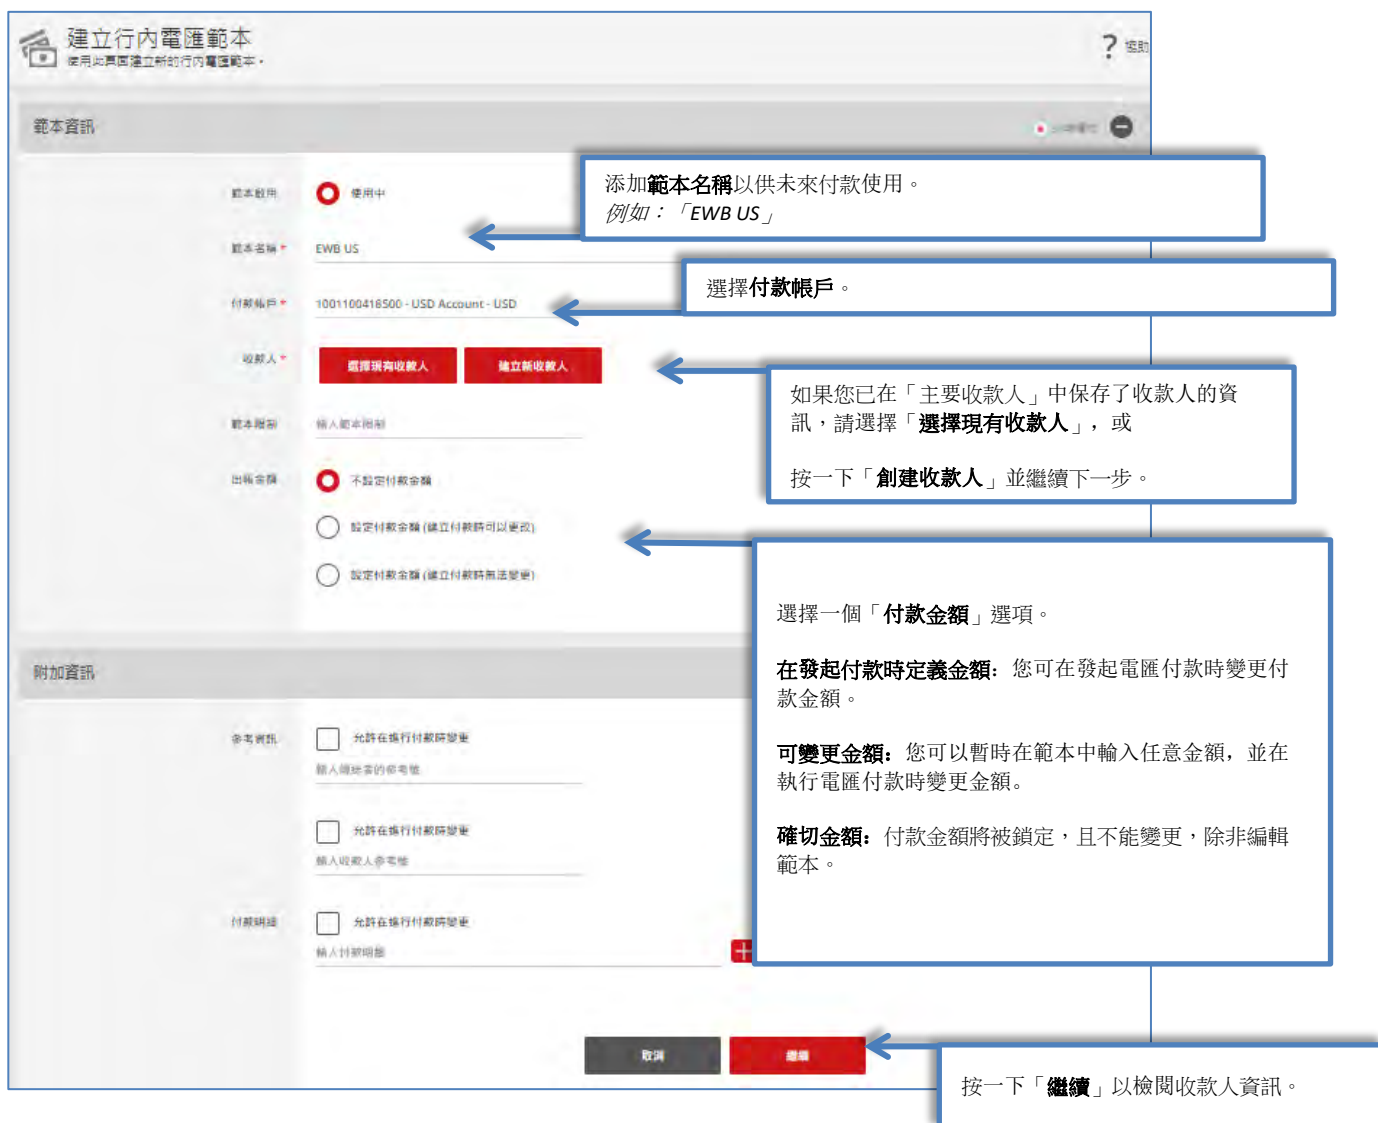 建立行內電匯範本
使用此頁面建立新的行內電匯範本。
? 協助
範本資訊
範本啟用 使用中
添加範本名稱以供未來付款使用。
例如：「EWB US」
範本名稱 * EWB US
選擇付款帳戶。
付款帳戶 * 1001100418500 - USD Account - USD
收款人 * 選擇現有收款人 建立新收款人
如果您已在「主要收款人」中保存了收款人的資
訊，請選擇「選擇現有收款人」，或
按一下「創建收款人」並繼續下一步。
範本限制 輸入範本限制
出帳金額 不設定付款金額
設定付款金額 (建立付款時可以更改)
設定付款金額 (建立付款時無法變更)
選擇一個「付款金額」選項。
在發起付款時定義金額：您可在發起電匯付款時變更付
款金額。
可變更金額：您可以暫時在範本中輸入任意金額，並在
執行電匯付款時變更金額。
確切金額：付款金額將被鎖定，且不能變更，除非編輯
範本。
附加資訊
參考資訊 允許在進行付款時變更
允許在進行付款時變更
輸入收款人參考值
付款明細 允許在進行付款時變更
輸入付款明細
取消 繼續
按一下「繼續」以檢閱收款人資訊。